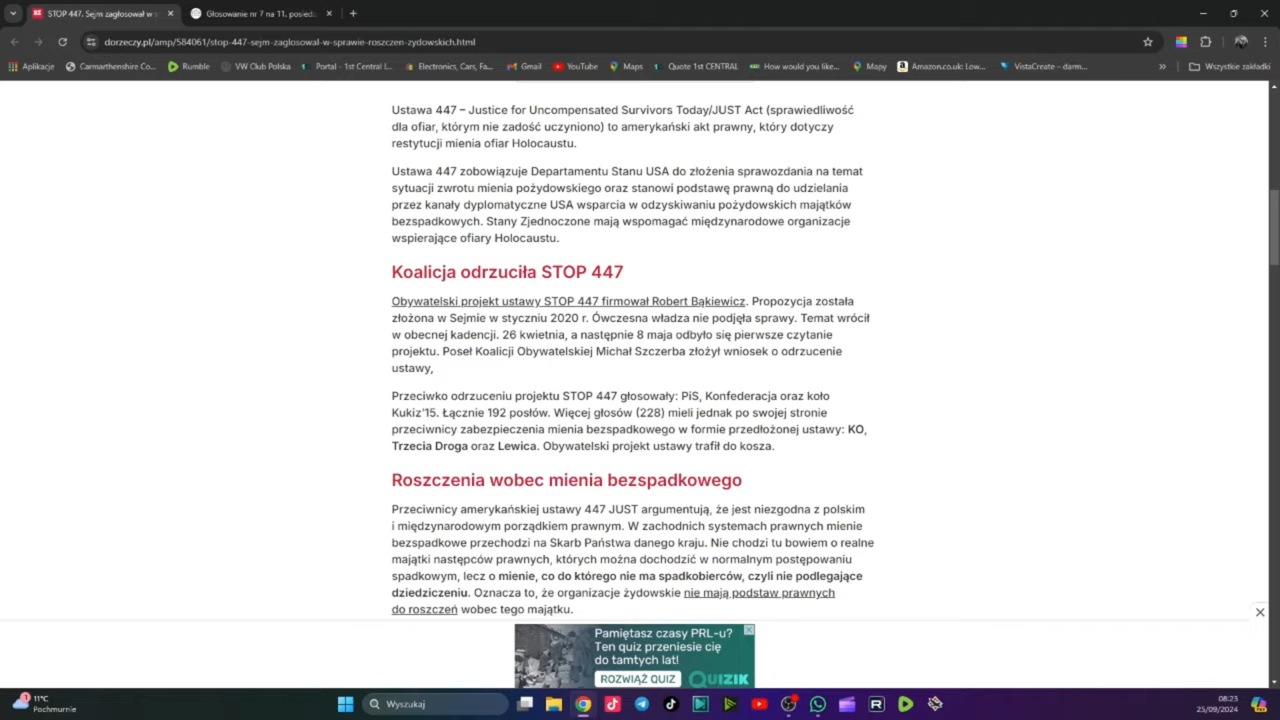 STOP 447. Sejm zagłosował w s
Głosowanie nr 7 na 11. posiedz
dorzeczy.pl/amp/584061/stop-447-sejm-zaglosowal-w-sprawie-roszczen-zydowskich.html
Aplikacje
Carmarthenshire Co...
Rumble
VW Club Polska
Portal - 1st Central I...
Electronics, Cars, Fa...
Gmail
YouTube
Maps
Quote 1st CENTRAL
How would you like...
Mapy
Amazon.co.uk: Low...
VistaCreate – darm...
Wszystkie zakładki
Ustawa 447 – Justice for Uncompensated Survivors Today/JUST Act (sprawiedliwość
dla ofiar, którym nie zadość uczyniono) to amerykański akt prawny, który dotyczy
restytucji mienia ofiar Holocaustu.
Ustawa 447 zobowiązuje Departamentu Stanu USA do złożenia sprawozdania na temat
sytuacji zwrotu mienia pożydowskiego oraz stanowi podstawę prawną do udzielania
przez kanały dyplomatyczne USA wsparcia w odzyskiwaniu pożydowskich majątków
bezspadkowych. Stany Zjednoczone mają wspomagać międzynarodowe organizacje
wspierające ofiary Holocaustu.
Koalicja odrzuciła STOP 447
Obywatelski projekt ustawy STOP 447 firmował Robert Bąkiewicz. Propozycja została
złożona w Sejmie w styczniu 2020 r. Ówczesna władza nie podjęła sprawy. Temat wrócił
w obecnej kadencji. 26 kwietnia, a następnie 8 maja odbyło się pierwsze czytanie
projektu. Poseł Koalicji Obywatelskiej Michał Szczerba złożył wniosek o odrzucenie
ustawy,
Przeciwko odrzuceniu projektu STOP 447 głosowały: PiS, Konfederacja oraz koło
Kukiz'15. Łącznie 192 posłów. Więcej głosów (228) mieli jednak po swojej stronie
przeciwnicy zabezpieczenia mienia bezspadkowego w formie przedłożonej ustawy: KO,
Trzecia Droga oraz Lewica. Obywatelski projekt ustawy trafił do kosza.
Roszczenia wobec mienia bezspadkowego
Przeciwnicy amerykańskiej ustawy 447 JUST argumentują, że jest niezgodna z polskim
i międzynarodowym porządkiem prawnym. W zachodnich systemach prawnych mienie
bezspadkowe przechodzi na Skarb Państwa danego kraju. Nie chodzi tu bowiem o realne
majątki następców prawnych, których można dochodzić w normalnym postępowaniu
spadkowym, lecz o mienie, co do którego nie ma spadkobierców, czyli nie podlegające
dziedziczeniu. Oznacza to, że organizacje żydowskie nie mają podstaw prawnych
do roszczeń wobec tego majątku.
Pamiętasz czasy PRL-u?
Ten quiz przeniesie cię
do tamtych lat!
ROZWIĄŻ QUIZ
QUIZIK
1
11°C
Pochmurnie
Wyszukaj
08:23
23/09/2024